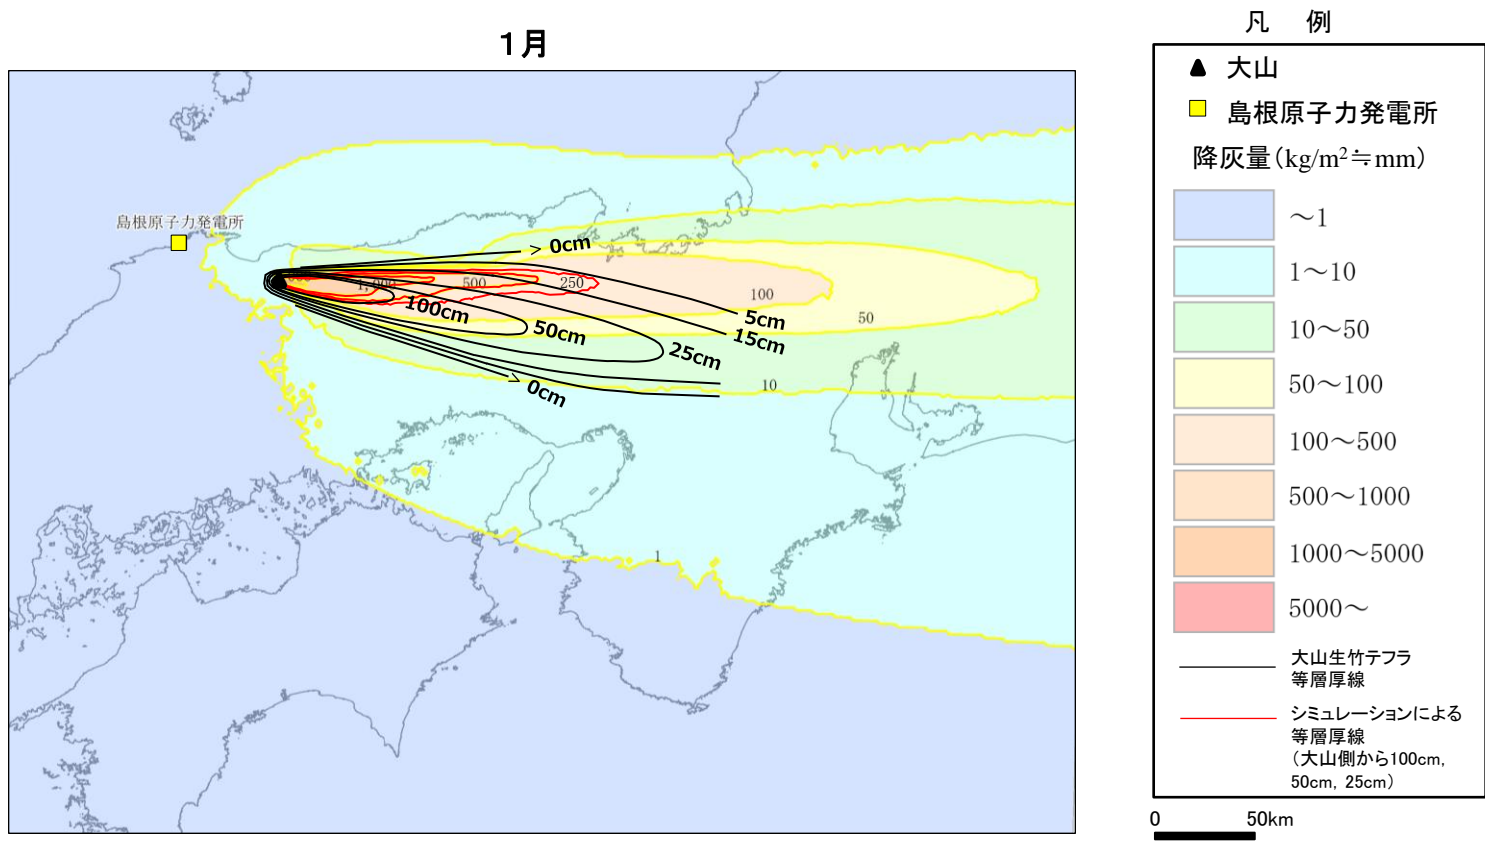 1月
島根原子力発電所
> 0cm
1,000
500
250
100
100cm
50cm
25cm
5cm
15cm
50
> 0cm
10
1
凡 例
大山
島根原子力発電所
降灰量(kg/m²≒mm)
～1
1～10
10～50
50～100
100～500
500～1000
1000～5000
5000～
大山生竹テフラ
等層厚線
シミュレーションによる
等層厚線
(大山側から100cm,
50cm, 25cm)
0 50km